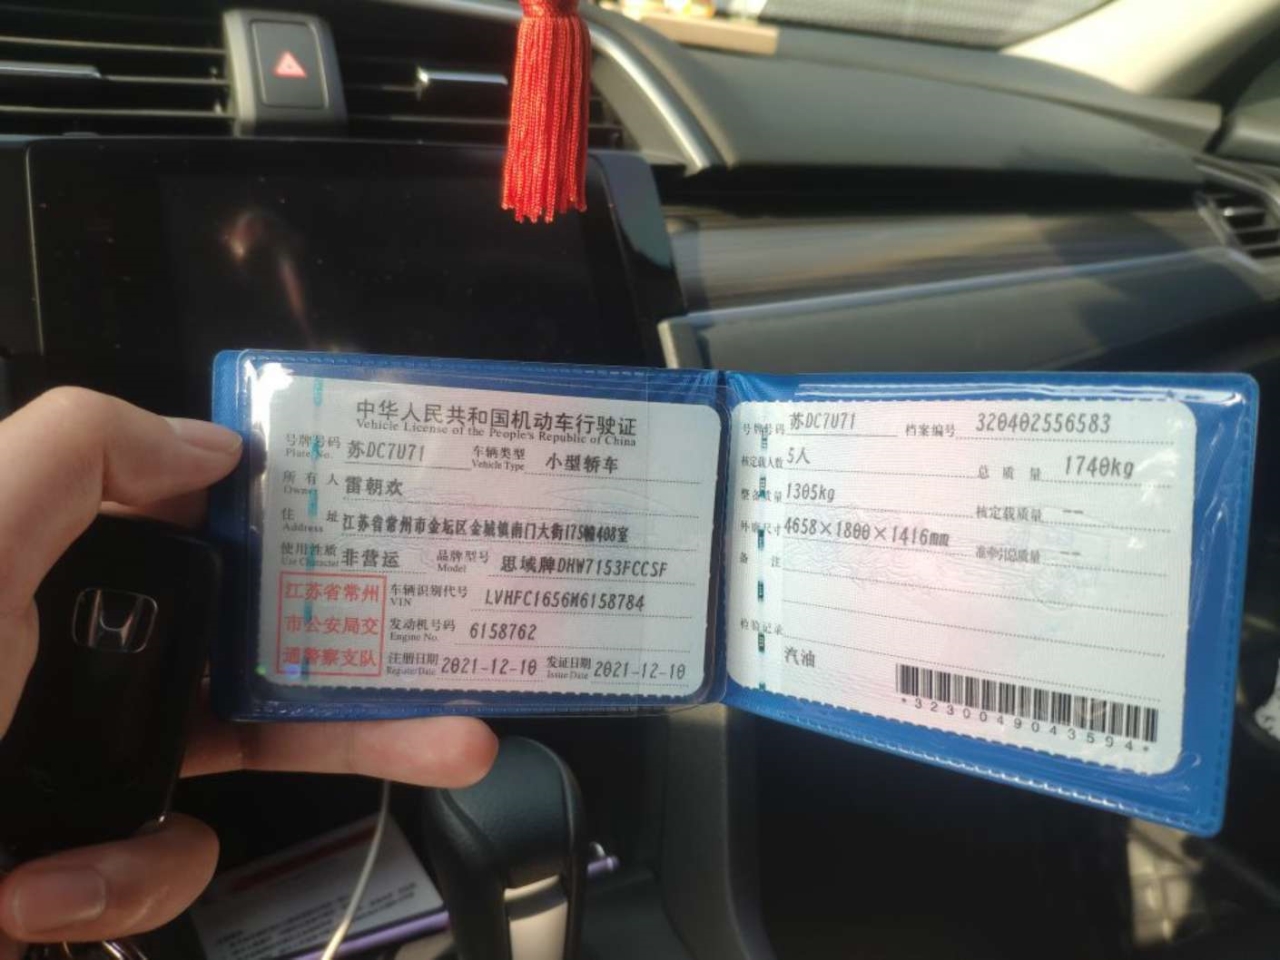 中华人民共和国机动车行驶证
Vehicle License of the People's Republic of China
号牌号码 苏DC7U71 车辆类型 小型轿车
Plate No. Vehicle Type
所有人 雷朝欢
Owner
住址 江苏省常州市金坛区金城镇南门大街175幢408室
Address
使用性质 非营运 品牌型号 思域牌DHW7153FCCSF
Use Character Model
江苏省常州
市公安局交
通警察支队
车辆识别代号 LVHFC1656M6158784
VIN
发动机号码 6158762
Engine No.
注册日期 2021-12-10 发证日期 2021-12-10
Register Date Issue Date
号牌号码 苏DC7U71 档案编号 320402556583
核定载人数 5人 总质量 1740kg
整备质量 1305kg 核定载质量 --
外廓尺寸 4658×1800×1416mm 准牵引总质量 --
备注
检验记录
汽油
*3230049043594*